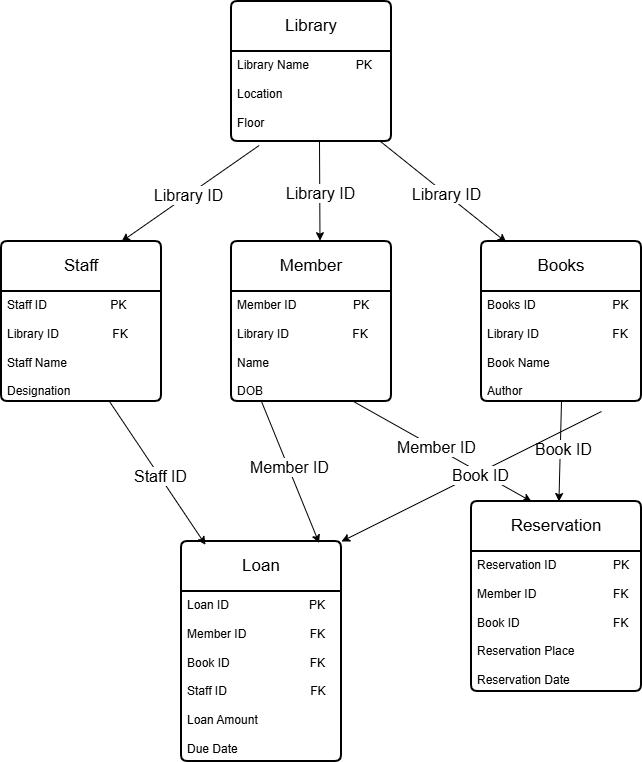 Library
Library Name PK
Location
Floor
Library ID
Library ID
Library ID
Staff
Staff ID PK
Library ID FK
Staff Name
Designation
Member
Member ID PK
Library ID FK
Name
DOB
Books
Books ID PK
Library ID FK
Book Name
Author
Staff ID
Member ID
Member ID
Book ID
Book ID
Loan
Loan ID PK
Member ID FK
Book ID FK
Staff ID FK
Loan Amount
Due Date
Reservation
Reservation ID PK
Member ID FK
Book ID FK
Reservation Place
Reservation Date